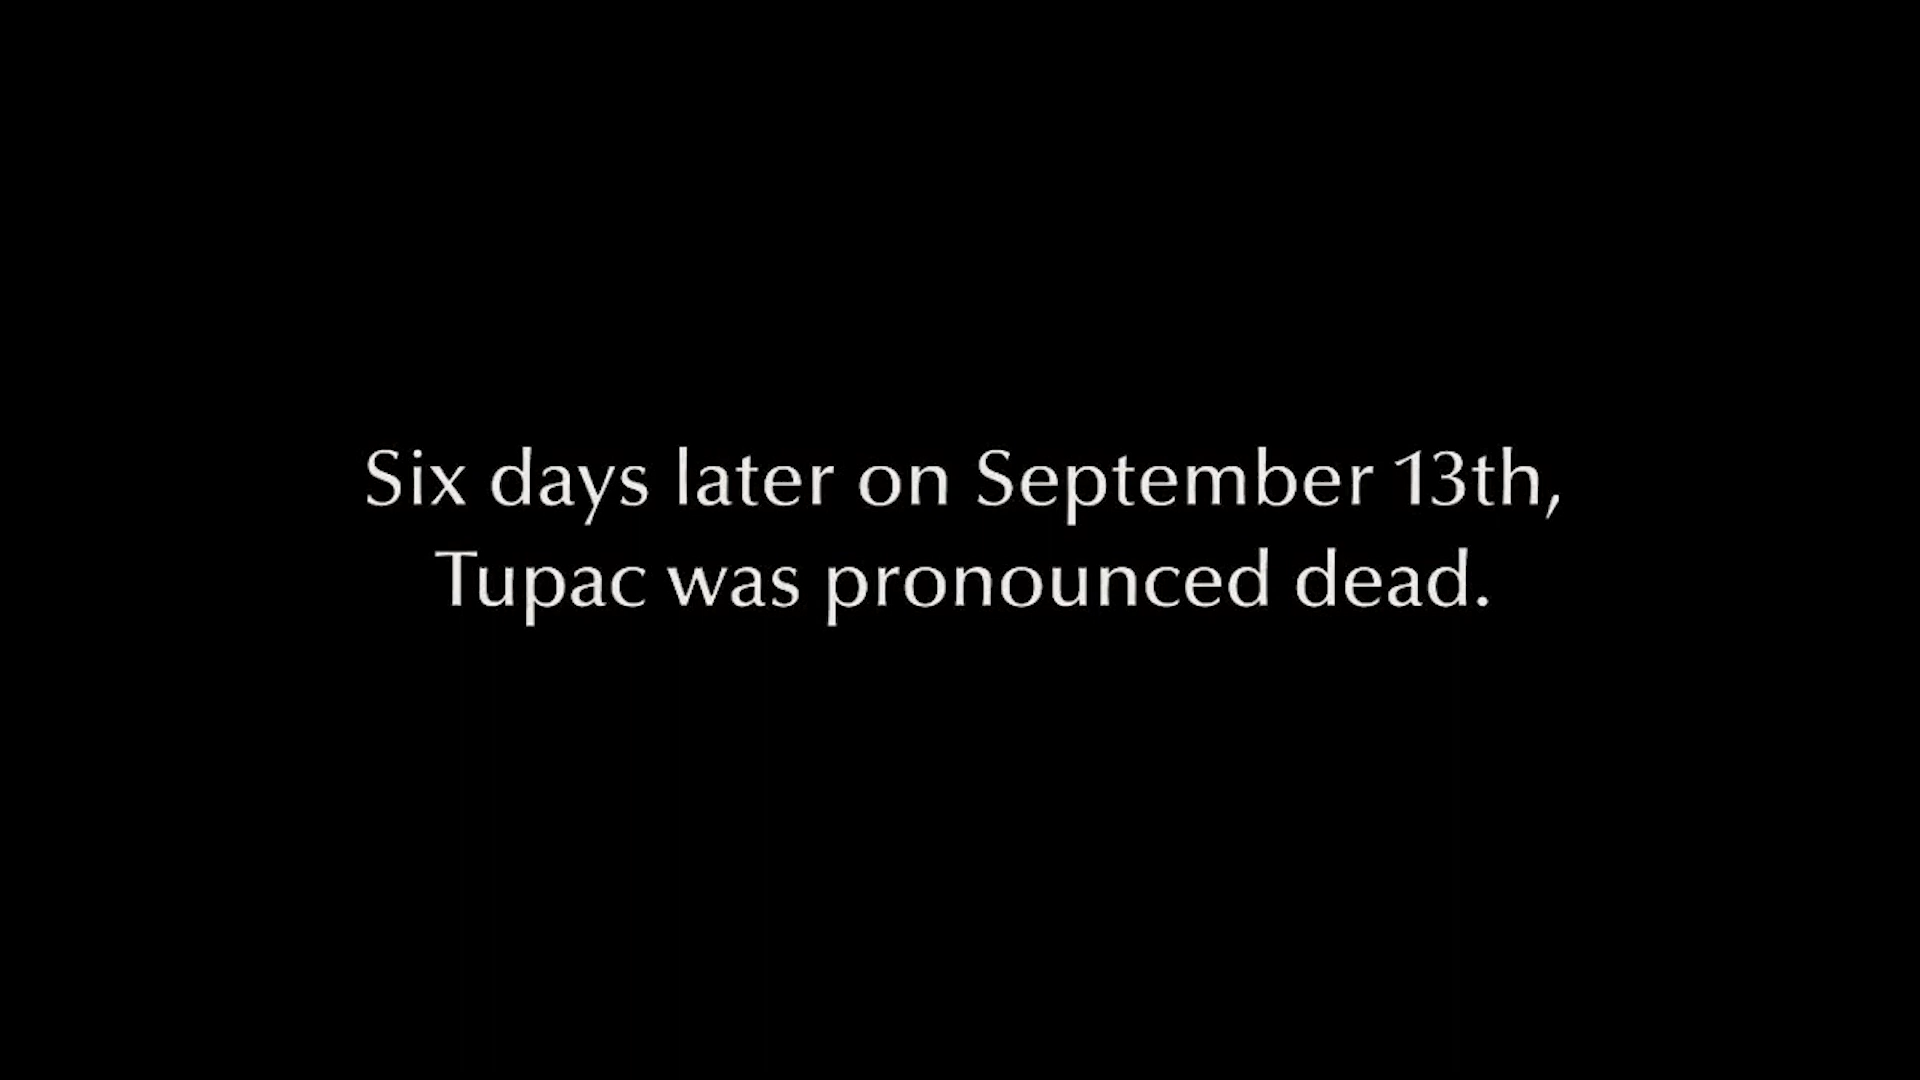 Six days later on September 13th,
Tupac was pronounced dead.